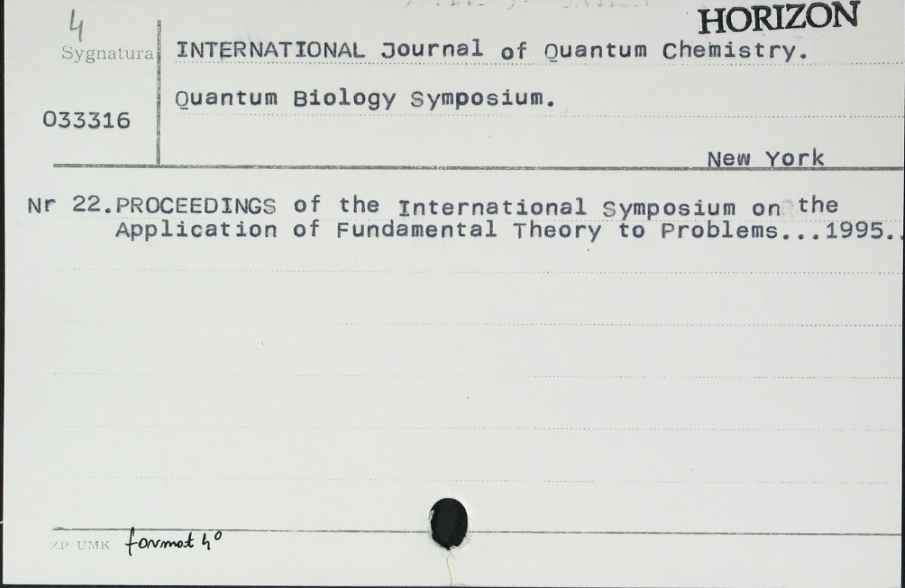 4
HORIZON
Sygnatura
INTERNATIONAL Journal of Quantum Chemistry.
Quantum Biology Symposium.
033316
New York
Nr 22.PROCEEDINGS of the International Symposium on the
Application of Fundamental Theory to Problems...1995..
ZP. UMK format 4°